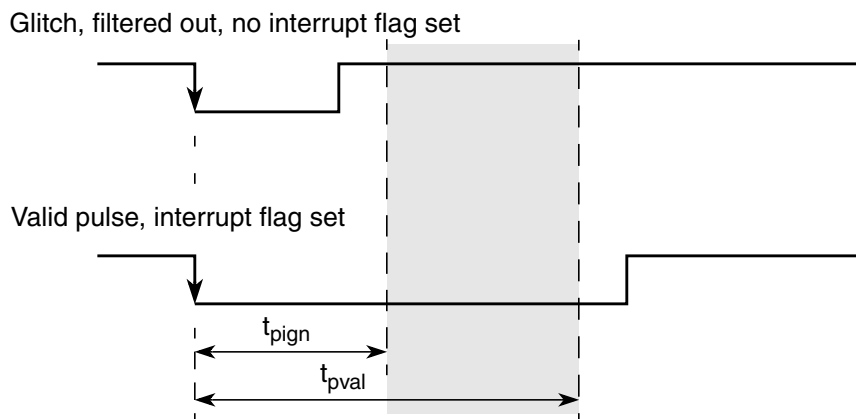 Glitch, filtered out, no interrupt flag set
Valid pulse, interrupt flag set
tpign
tpval